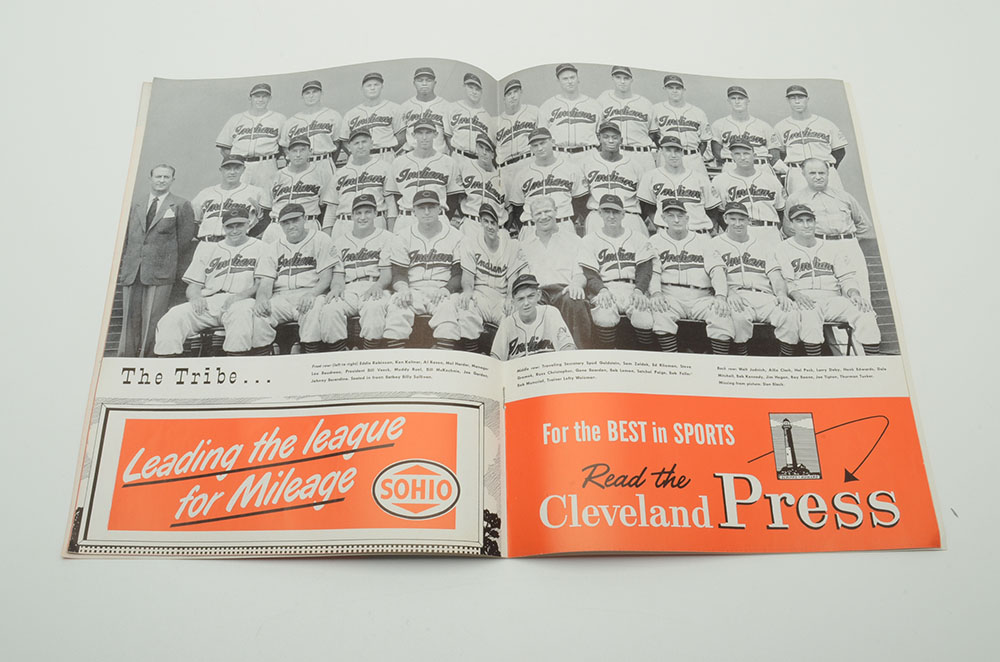 Indians
The Tribe...
Front row: (left to right) Eddie Robinson, Ken Keltner, Al Rosen, Mel Harder, Manager
Lou Boudreau, President Bill Veeck, Muddy Ruel, Bill McKechnie, Joe Gordon,
Johnny Berardino. Seated in front: Batboy Billy Sullivan.
Middle row: Traveling Secretary Spud Goldstein, Sam Zoldak, Ed Klieman, Steve
Gromek, Russ Christopher, Gene Bearden, Bob Lemon, Satchel Paige, Bob Feller
Bob Muncrief, Trainer Lefty Weisman.
Back row: Walt Judnich, Allie Clark, Hal Peck, Larry Doby, Hank Edwards, Dale
Mitchell, Bob Kennedy, Jim Hegan, Ray Boone, Joe Tipton, Thurman Tucker.
Missing from picture: Don Black.
Leading the league
for Mileage
SOHIO
For the BEST in SPORTS
Read the
Cleveland Press